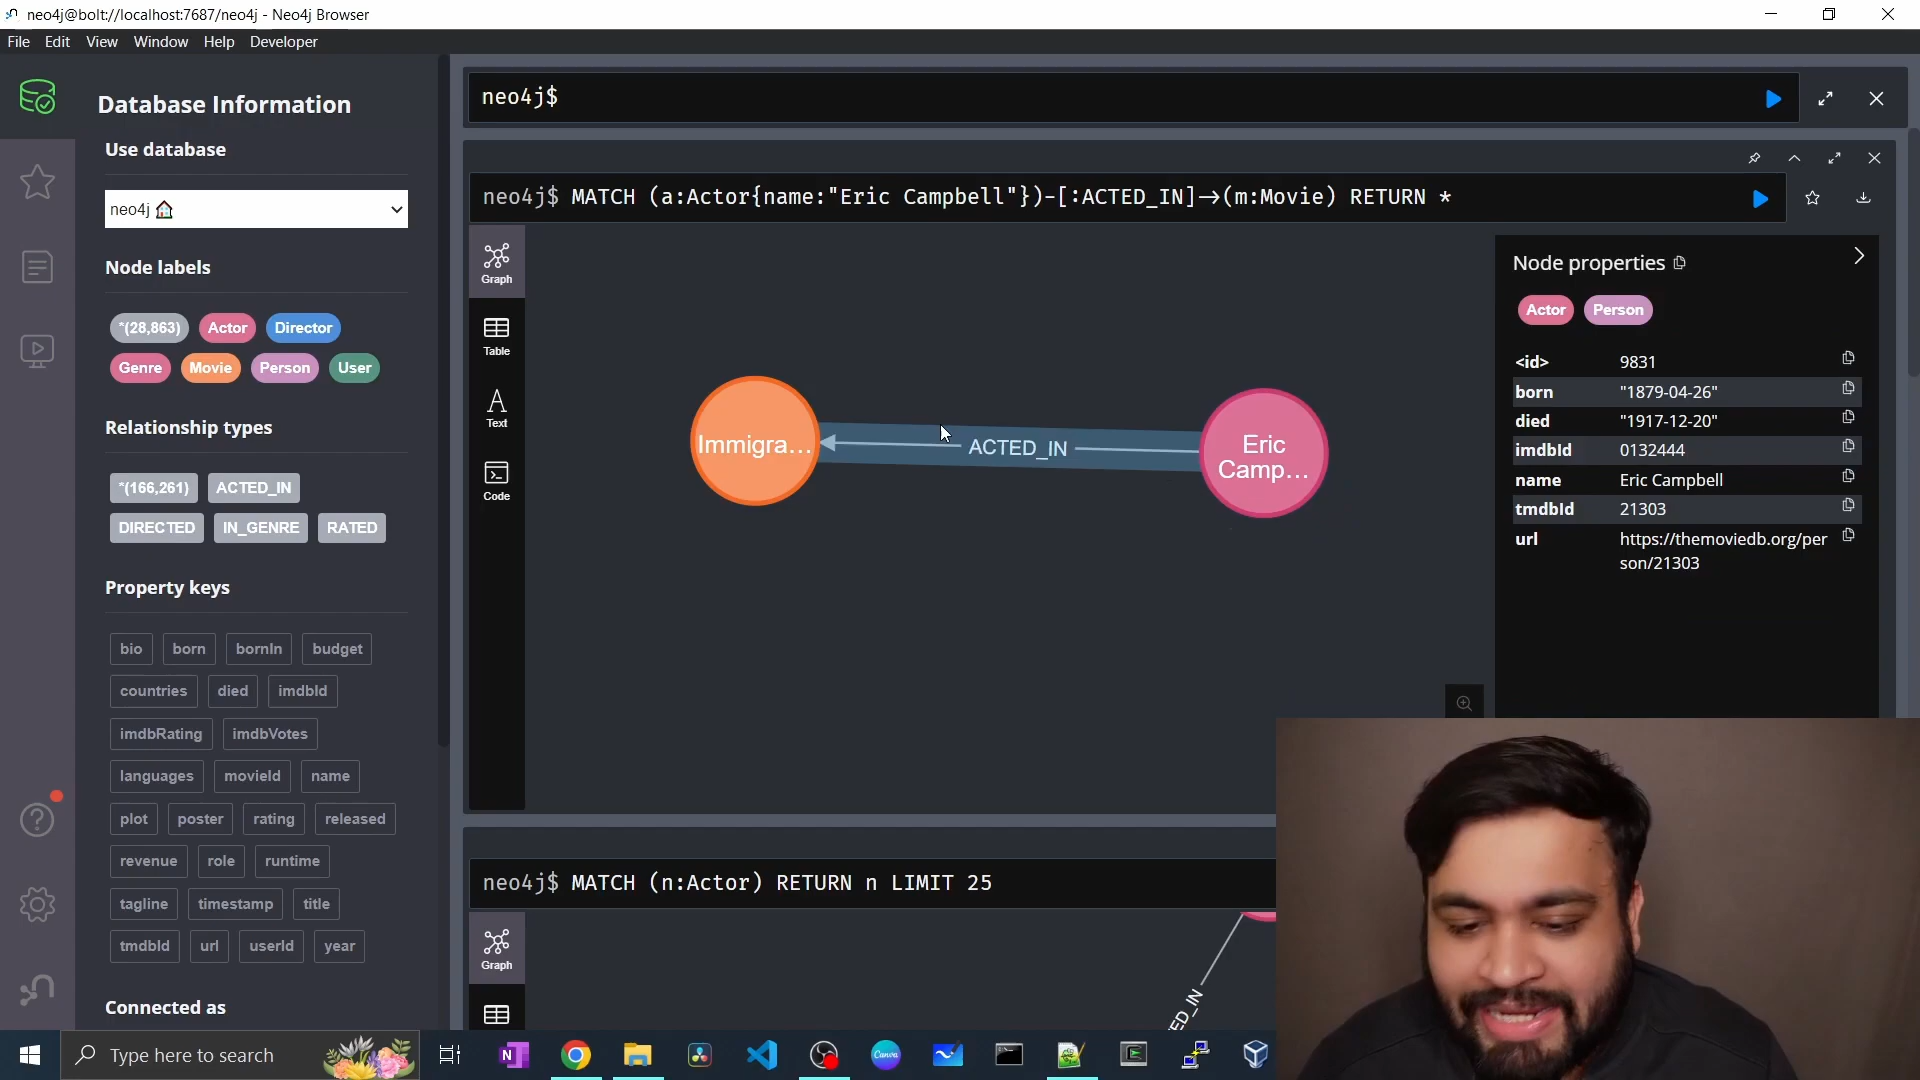 neo4j@bolt://localhost:7687/neo4j - Neo4j Browser
File Edit View Window Help Developer
Database Information
Use database
neo4j
Node labels
*(28,863) Actor Director
Genre Movie Person User
Relationship types
*(166,261) ACTED_IN
DIRECTED IN_GENRE RATED
Property keys
bio born bornIn budget
countries died imdbId
imdbRating imdbVotes
languages movieId name
plot poster rating released
revenue role runtime
tagline timestamp title
tmdbId url userId year
Connected as
neo4j$
neo4j$ MATCH (a:Actor{name:"Eric Campbell"})-[:ACTED_IN]→(m:Movie) RETURN *
Graph
Table
Text
Code
Immigra...
ACTED_IN
Eric
Camp...
Node properties
Actor Person
<id> 9831
born "1879-04-26"
died "1917-12-20"
imdbId 0132444
name Eric Campbell
tmdbId 21303
url https://themoviedb.org/per
son/21303
neo4j$ MATCH (n:Actor) RETURN n LIMIT 25
Graph
ED_IN
Type here to search
Canva